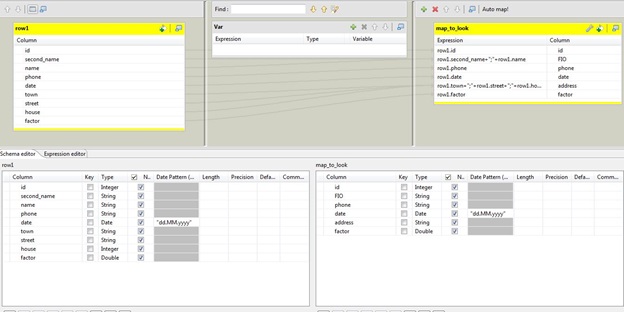 Find :
Auto map!
row1
Column
id
second_name
name
phone
date
town
street
house
factor
Var
Expression Type Variable
map_to_look
Expression Column
row1.id id
row1.second_name+";"+row1.name FIO
row1.phone phone
row1.date date
row1.town+";"+row1.street+";"+row1.ho... address
row1.factor factor
Schema editor Expression editor
row1
Column Key Type N.. Date Pattern (... Length Precision Defa... Comm...
id Integer
second_name String
name String
phone String
date Date "dd.MM.yyyy"
town String
street String
house Integer
factor Double
map_to_look
Column Key Type N.. Date Pattern (... Length Precision Defa... Comm...
id Integer
FIO String
phone String
date Date "dd.MM.yyyy"
address String
factor Double